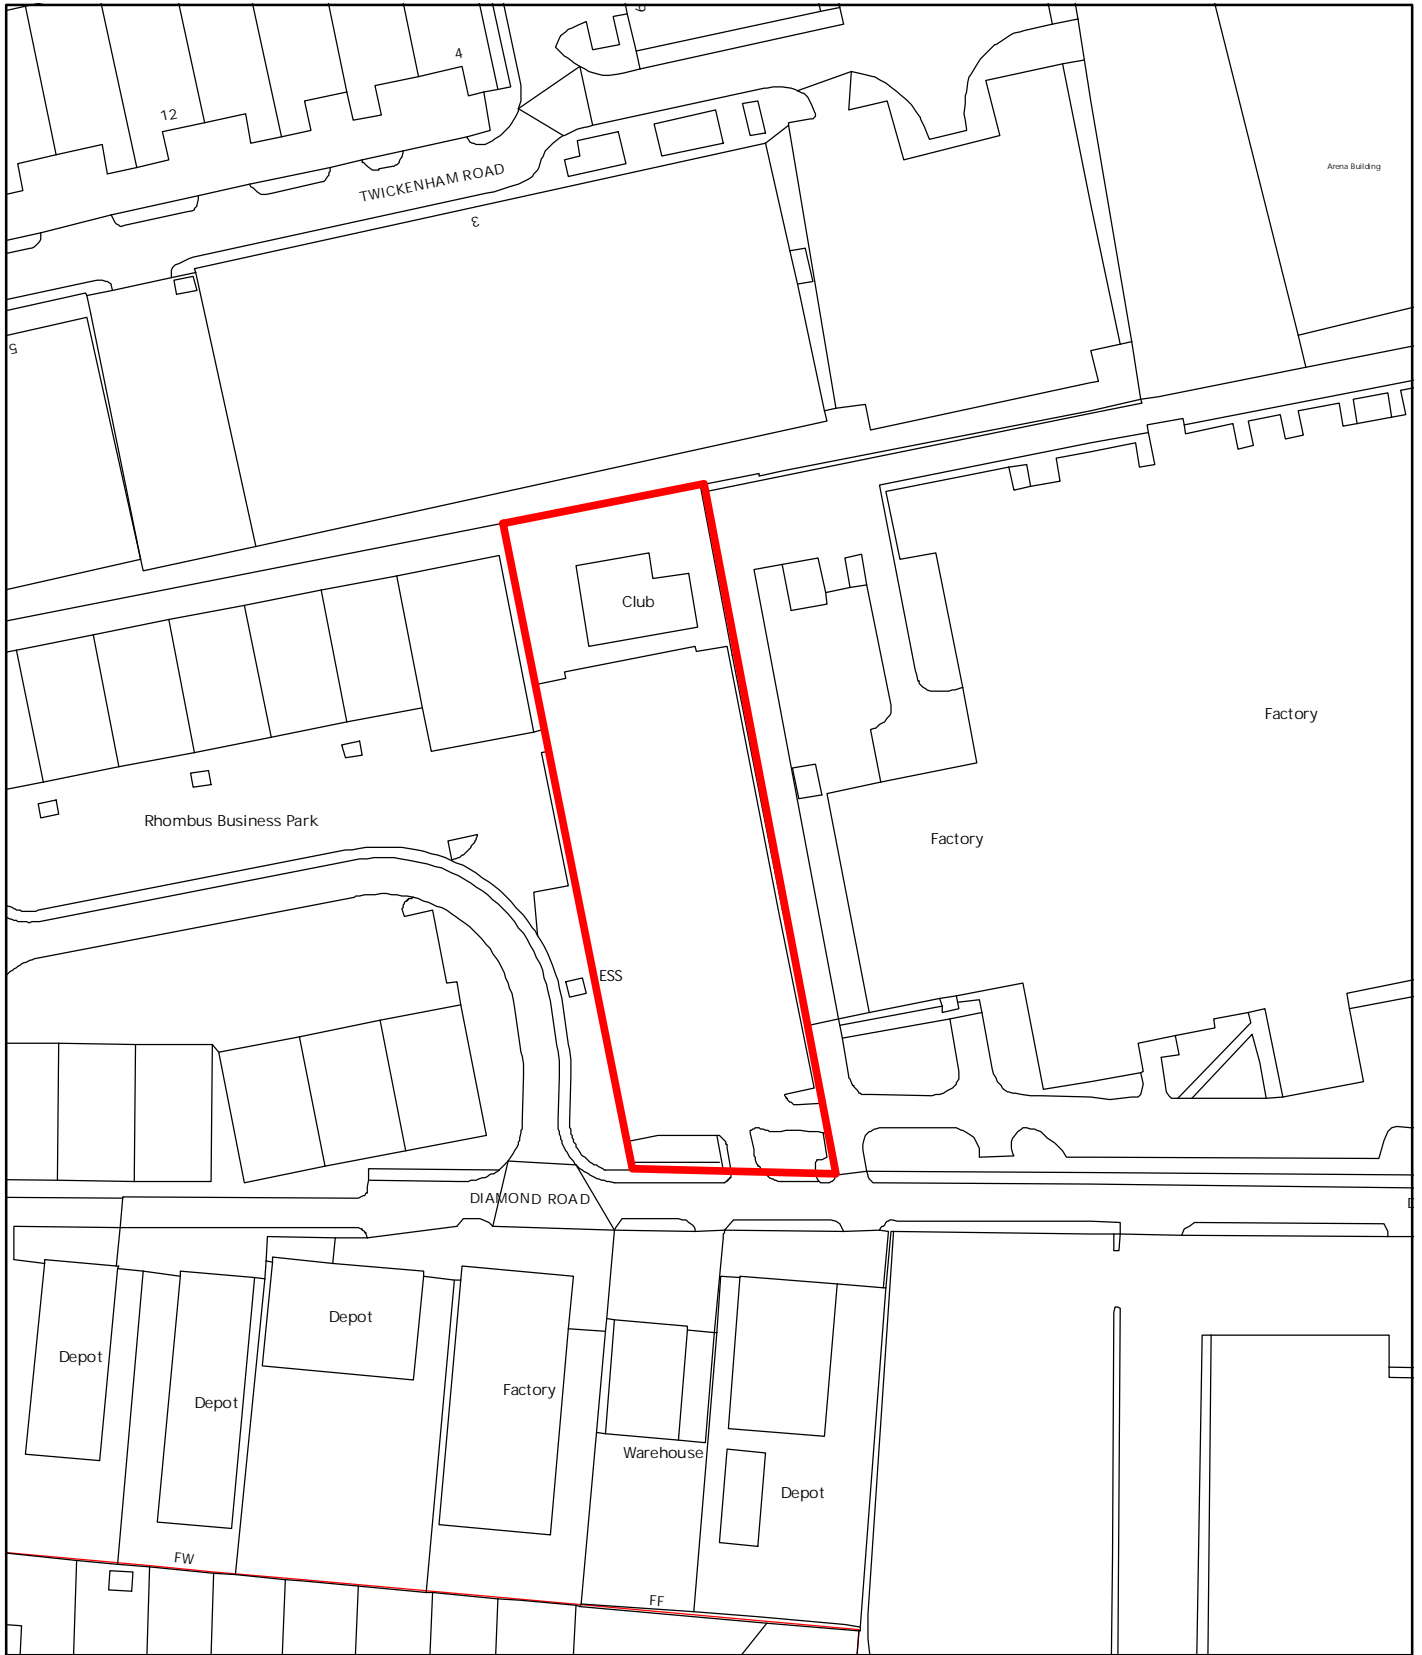 4
12
TWICKENHAM ROAD
Arena Building
3
5
Club
Factory
Rhombus Business Park
Factory
ESS
DIAMOND ROAD
Depot
Depot
Factory
Depot
Warehouse
Depot
FW
FF